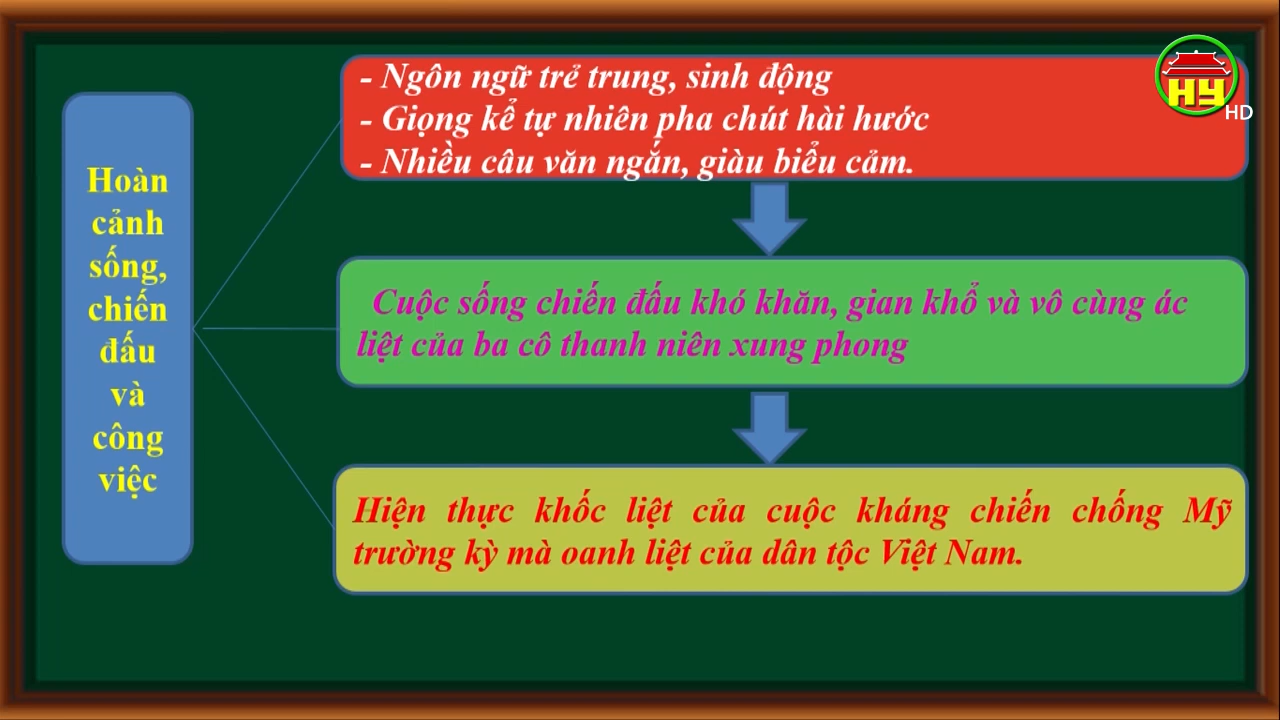 Hoàn
cảnh
sống,
chiến
đấu
và
công
việc
- Ngôn ngữ trẻ trung, sinh động
- Giọng kể tự nhiên pha chút hài hước
- Nhiều câu văn ngắn, giàu biểu cảm.
Cuộc sống chiến đấu khó khăn, gian khổ và vô cùng ác
liệt của ba cô thanh niên xung phong
Hiện thực khốc liệt của cuộc kháng chiến chống Mỹ
trường kỳ mà oanh liệt của dân tộc Việt Nam.
HY
HD